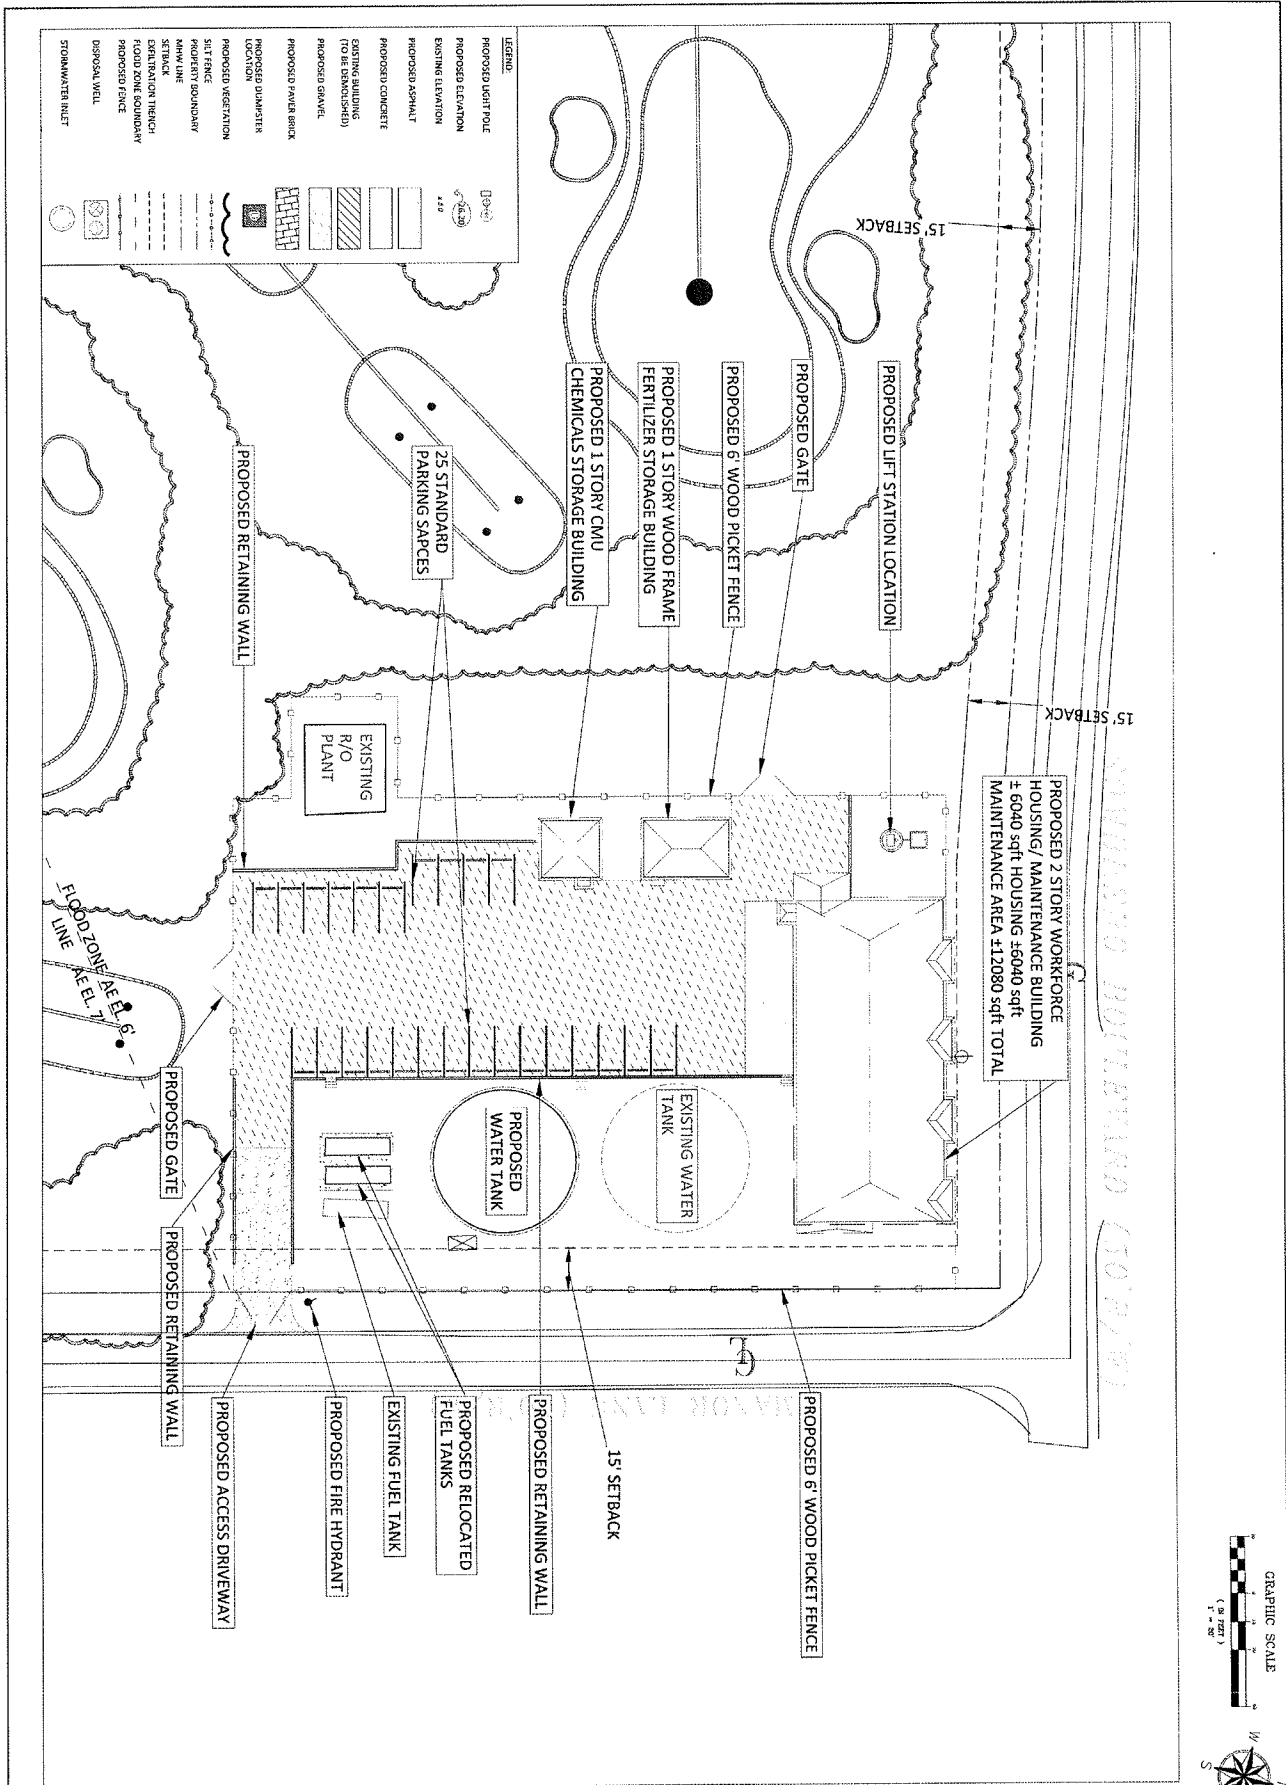 GRAPHIC SCALE
( IN FEET )
1" = 20'
W
S
15' SETBACK
15' SETBACK
PROPOSED 2 STORY WORKFORCE
HOUSING/ MAINTENANCE BUILDING
± 6040 sqft HOUSING ±6040 sqft
MAINTENANCE AREA ±12080 sqft TOTAL
PROPOSED LIFT STATION LOCATION
PROPOSED GATE
PROPOSED 6' WOOD PICKET FENCE
PROPOSED 1 STORY WOOD FRAME
FERTILIZER STORAGE BUILDING
PROPOSED 1 STORY CMU
CHEMICALS STORAGE BUILDING
25 STANDARD
PARKING SAPCES
PROPOSED RETAINING WALL
EXISTING
R/O
PLANT
EXISTING WATER
TANK
PROPOSED
WATER TANK
PROPOSED 6' WOOD PICKET FENCE
15' SETBACK
PROPOSED RETAINING WALL
PROPOSED RELOCATED
FUEL TANKS
EXISTING FUEL TANK
PROPOSED FIRE HYDRANT
PROPOSED ACCESS DRIVEWAY
PROPOSED RETAINING WALL
PROPOSED GATE
FLOOD ZONE AE EL. 6'
LINE AE EL. 7'
LEGEND:
PROPOSED LIGHT POLE
PROPOSED ELEVATION
EXISTING ELEVATION
PROPOSED ASPHALT
PROPOSED CONCRETE
EXISTING BUILDING
(TO BE DEMOLISHED)
PROPOSED GRAVEL
PROPOSED PAVER BRICK
PROPOSED DUMPSTER
LOCATION
D
PROPOSED VEGETATION
SILT FENCE
PROPERTY BOUNDARY
MHW LINE
SETBACK
EXFILTRATION TRENCH
FLOOD ZONE BOUNDARY
PROPOSED FENCE
DISPOSAL WELL
STORMWATER INLET